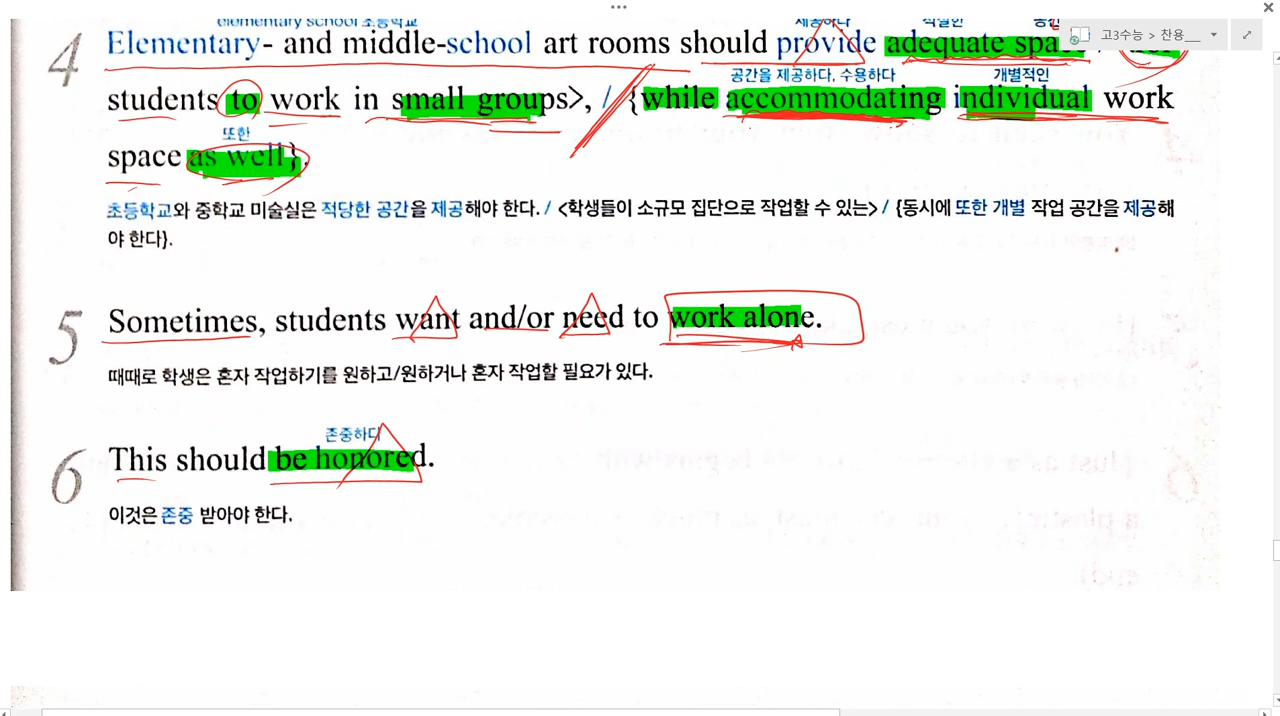 elementary school 초등학교 제공하다 적절한
4 Elementary- and middle-school art rooms should provide adequate space /
고3수능 > 찬용__
공간을 제공하다, 수용하다 개별적인
students to work in small groups>, / {while accommodating individual work
또한
space as well}.
초등학교와 중학교 미술실은 적당한 공간을 제공해야 한다. / <학생들이 소규모 집단으로 작업할 수 있는> / {동시에 또한 개별 작업 공간을 제공해
야 한다}.
5 Sometimes, students want and/or need to work alone.
때때로 학생은 혼자 작업하기를 원하고/원하거나 혼자 작업할 필요가 있다.
존중하다
6 This should be honored.
이것은 존중 받아야 한다.